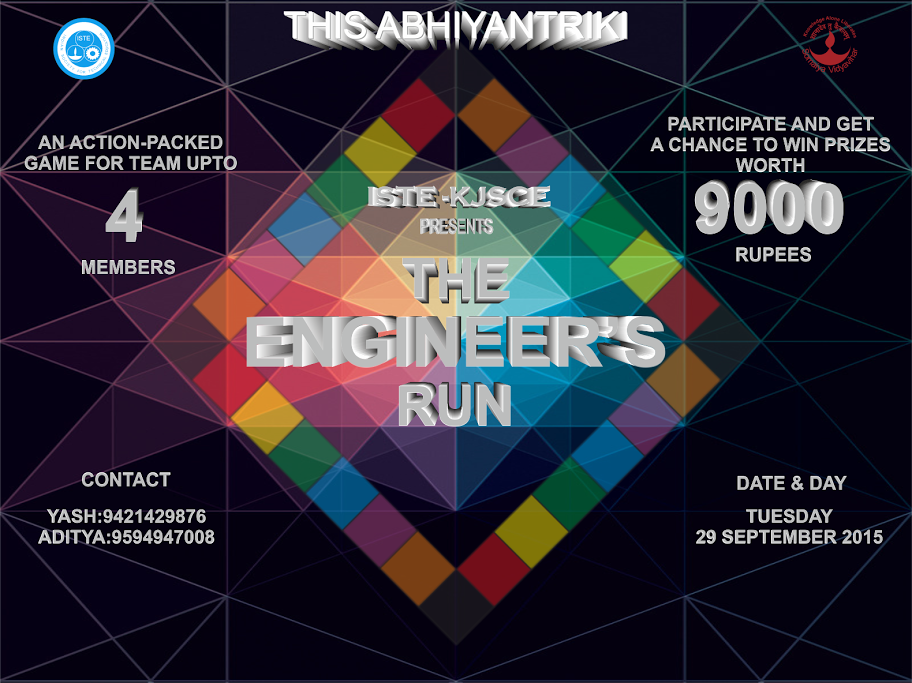 THIS ABHIYANTRIKI
ISTE
AN ACTION-PACKED
GAME FOR TEAM UPTO
4
MEMBERS
PARTICIPATE AND GET
A CHANCE TO WIN PRIZES
WORTH
9000
RUPEES
ISTE-KJSCE
PRESENTS
THE
ENGINEER'S
RUN
CONTACT
YASH:9421429876
ADITYA:9594947008
DATE & DAY
TUESDAY
29 SEPTEMBER 2015
Somaiya Vidyavihar